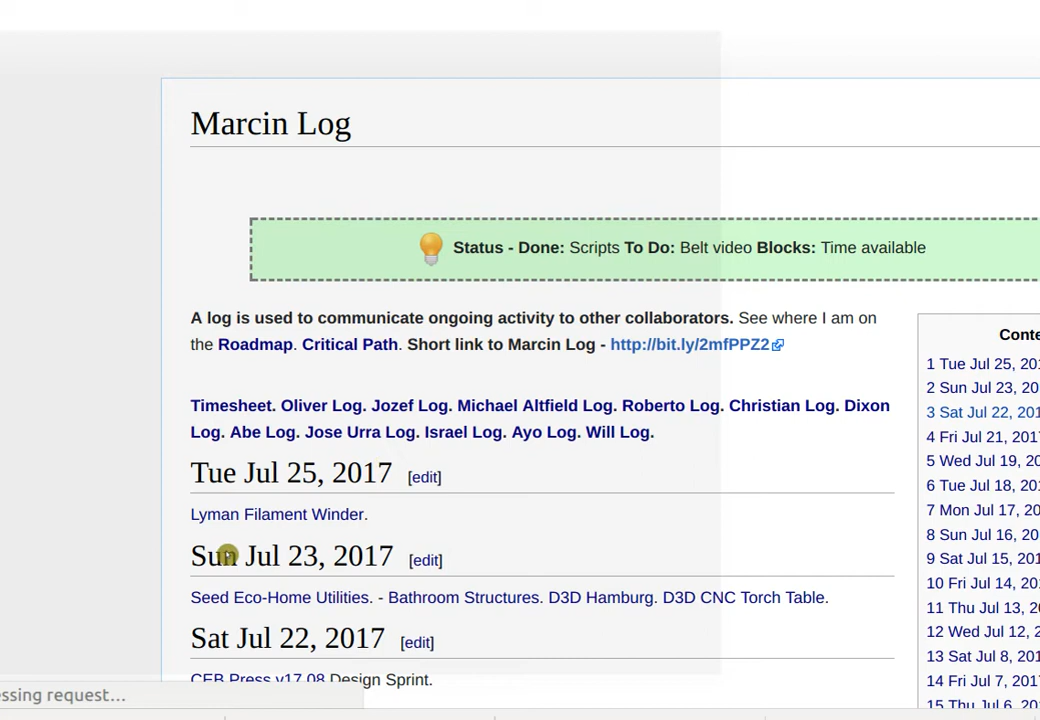 Marcin Log
Status - Done: Scripts To Do: Belt video Blocks: Time available
A log is used to communicate ongoing activity to other collaborators. See where I am on
the Roadmap. Critical Path. Short link to Marcin Log - http://bit.ly/2mfPPZ2
Timesheet. Oliver Log. Jozef Log. Michael Altfield Log. Roberto Log. Christian Log. Dixon
Log. Abe Log. Jose Urra Log. Israel Log. Ayo Log. Will Log.
Tue Jul 25, 2017 [edit]
Lyman Filament Winder.
Sun Jul 23, 2017 [edit]
Seed Eco-Home Utilities. - Bathroom Structures. D3D Hamburg. D3D CNC Torch Table.
Sat Jul 22, 2017 [edit]
CEB Press v17.08 Design Sprint.
Conte
1 Tue Jul 25, 201
2 Sun Jul 23, 20
3 Sat Jul 22, 201
4 Fri Jul 21, 2017
5 Wed Jul 19, 20
6 Tue Jul 18, 201
7 Mon Jul 17, 20
8 Sun Jul 16, 20
9 Sat Jul 15, 201
10 Fri Jul 14, 201
11 Thu Jul 13, 20
12 Wed Jul 12, 2
13 Sat Jul 8, 201
14 Fri Jul 7, 2017
15 Wed Jul 5, 20
essing request...